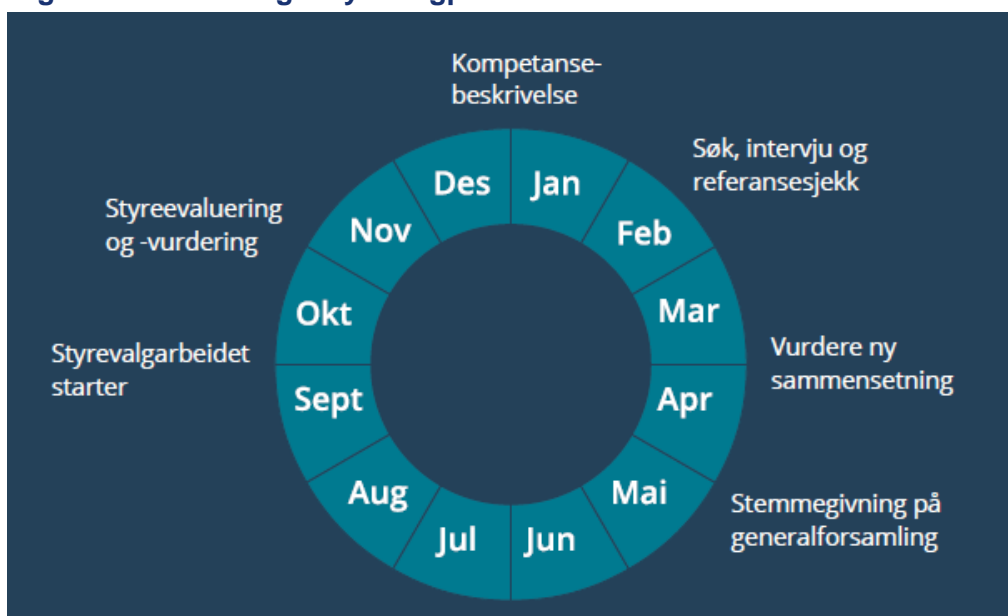 Kompetanse-
beskrivelse
Søk, intervju og
referansesjekk
Styreevaluering
og -vurdering
Styrevalgarbeidet
starter
Vurdere ny
sammensetning
Stemmegivning på
generalforsamling
Jan
Feb
Mar
Apr
Mai
Jun
Jul
Aug
Sept
Okt
Nov
Des